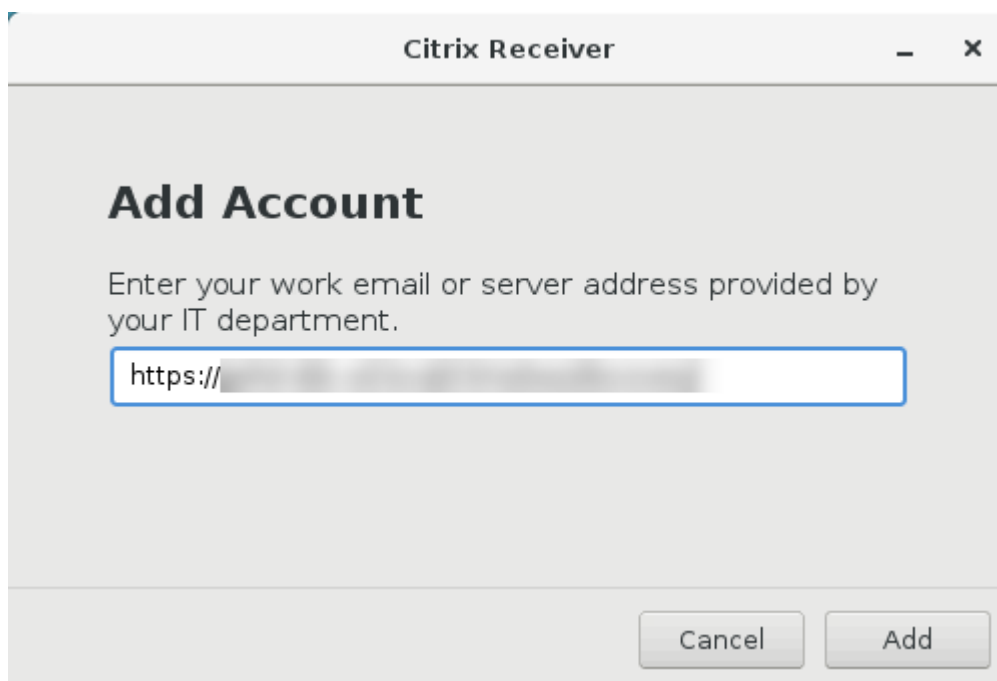 Citrix Receiver
Add Account
Enter your work email or server address provided by
your IT department.
https://
Cancel
Add